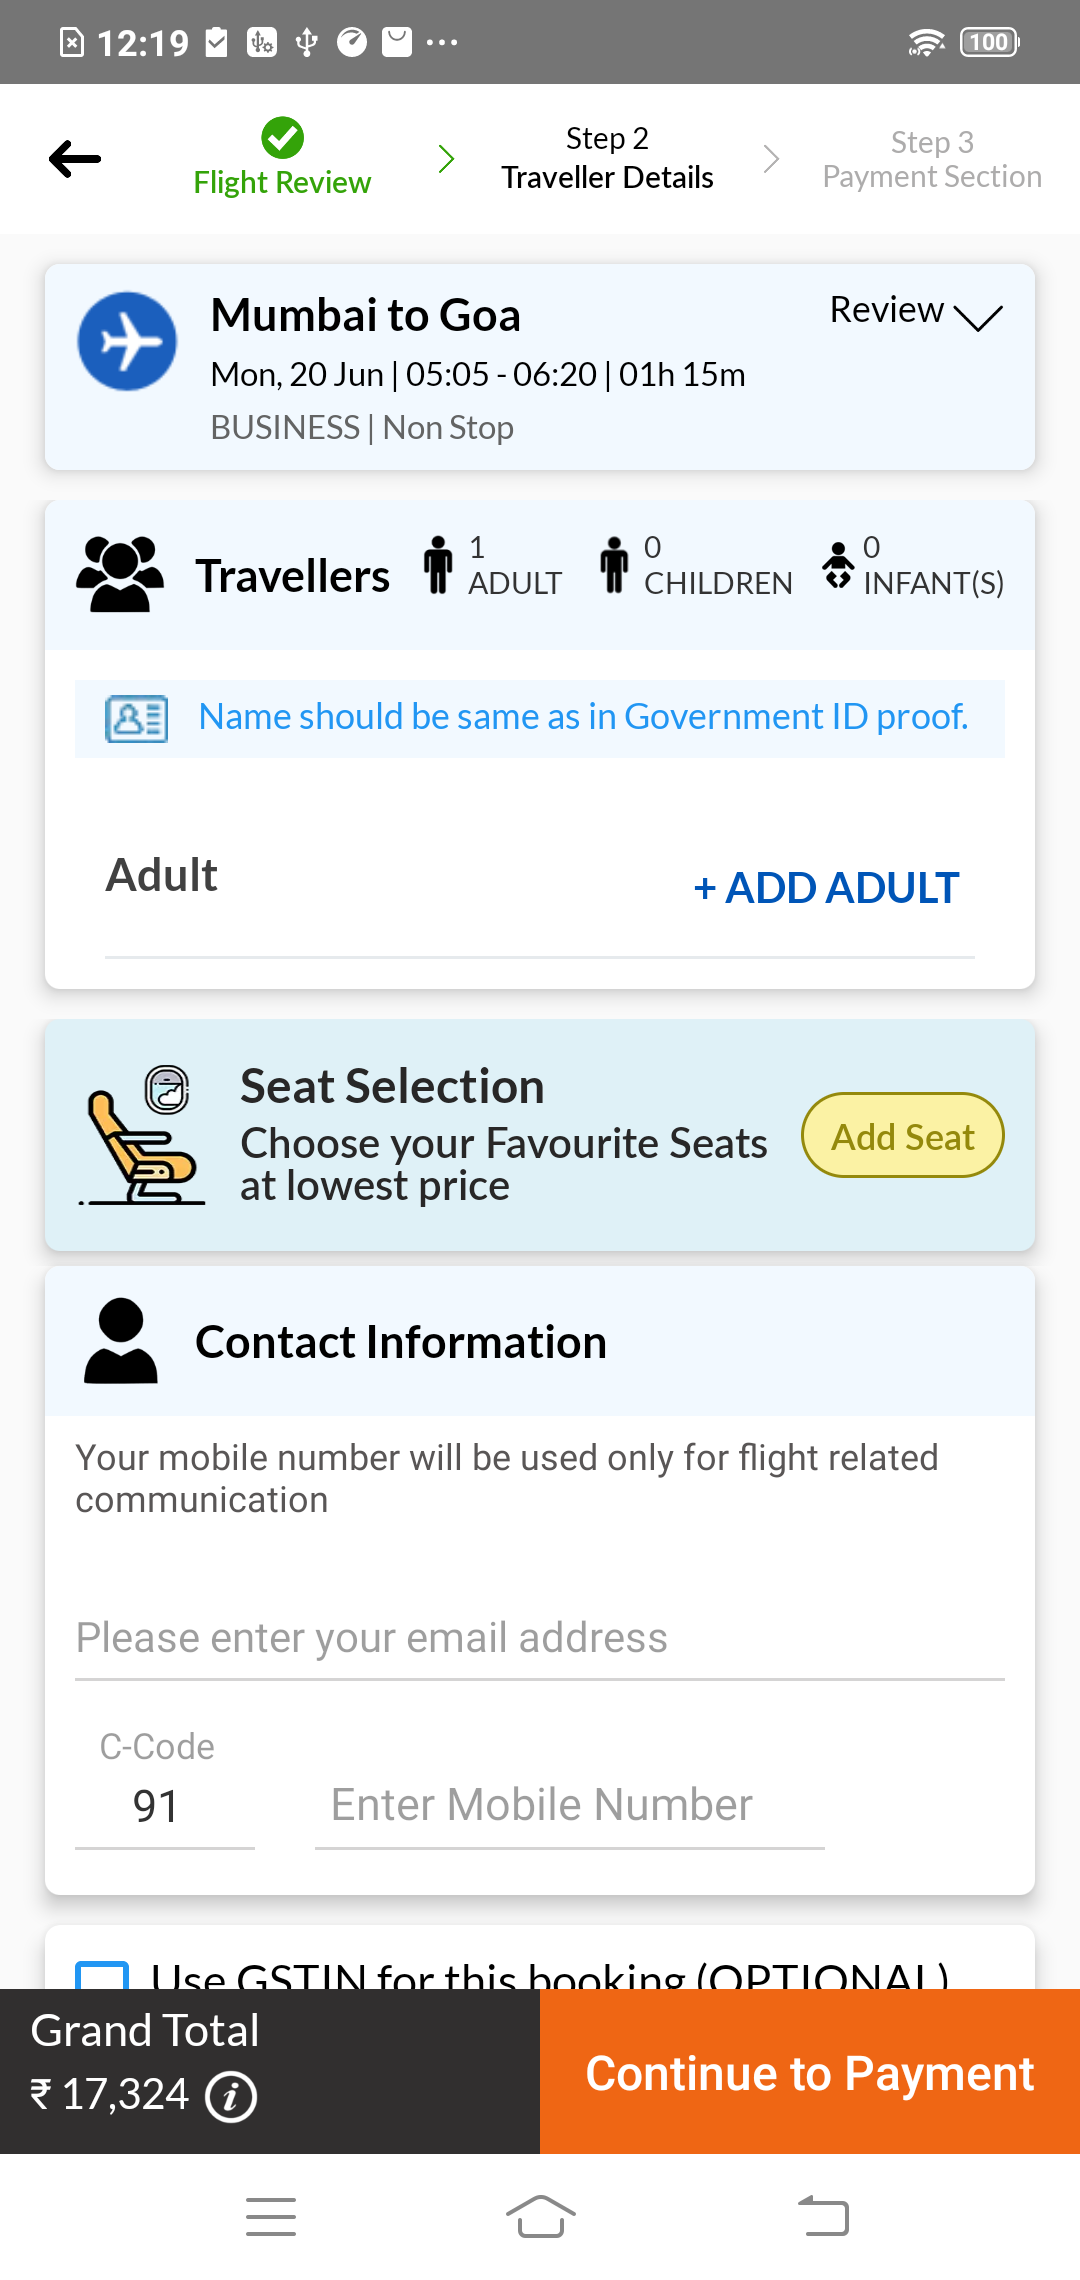 12:19
100
Flight Review
Step 2
Traveller Details
Step 3
Payment Section
Mumbai to Goa
Review
Mon, 20 Jun | 05:05 - 06:20 | 01h 15m
BUSINESS | Non Stop
Travellers
1
ADULT
0
CHILDREN
0
INFANT(S)
Name should be same as in Government ID proof.
Adult
+ ADD ADULT
Seat Selection
Choose your Favourite Seats
at lowest price
Add Seat
Contact Information
Your mobile number will be used only for flight related
communication
Please enter your email address
C-Code
91
Enter Mobile Number
Use GSTIN for this booking (OPTIONAL)
Grand Total
₹ 17,324
i
Continue to Payment